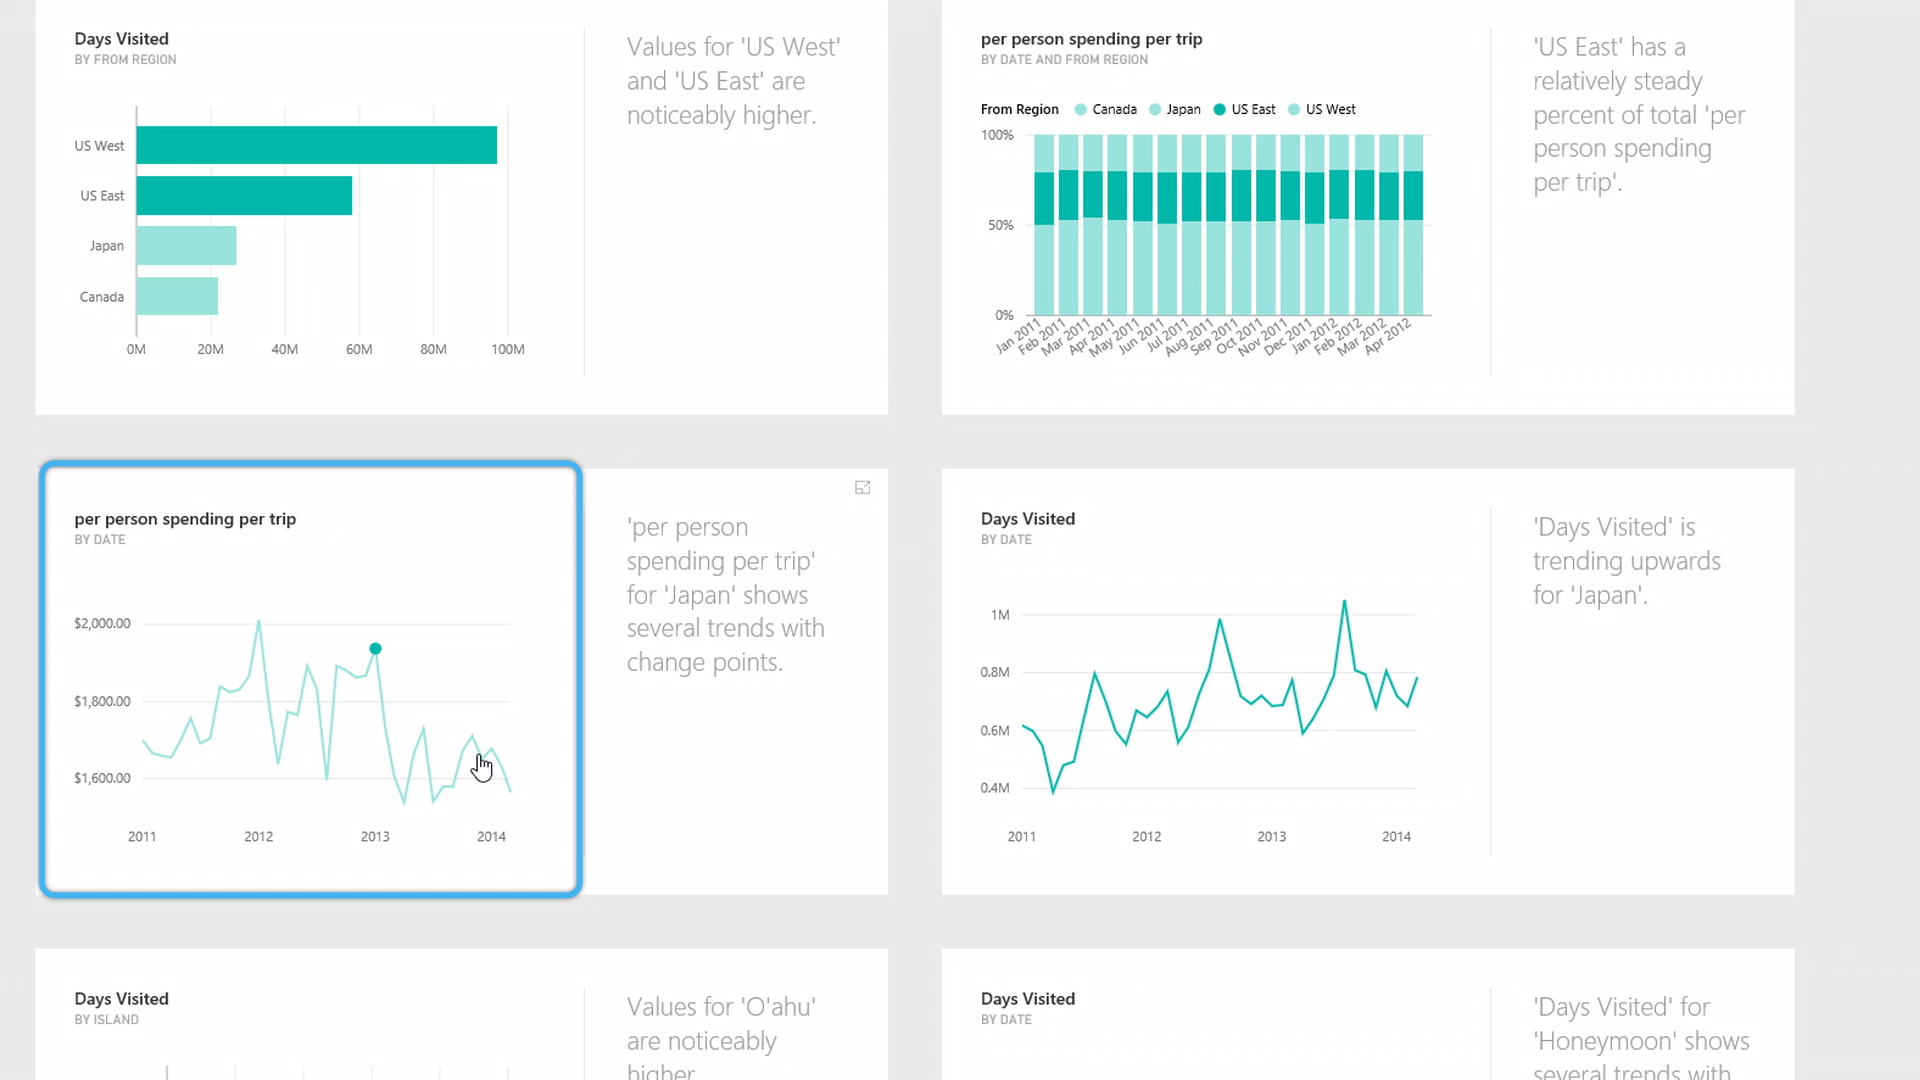 Days Visited
BY FROM REGION
US West
US East
Japan
Canada
0M 20M 40M 60M 80M 100M
Values for 'US West'
and 'US East' are
noticeably higher.
per person spending per trip
BY DATE AND FROM REGION
From Region Canada Japan US East US West
100%
50%
0%
Jan 2011 Feb 2011 Mar 2011 Apr 2011 May 2011 Jun 2011 Jul 2011 Aug 2011 Sep 2011 Oct 2011 Nov 2011 Dec 2011 Jan 2012 Feb 2012 Mar 2012 Apr 2012
'US East' has a
relatively steady
percent of total 'per
person spending
per trip'.
per person spending per trip
BY DATE
$2,000.00
$1,800.00
$1,600.00
2011 2012 2013 2014
'per person
spending per trip'
for 'Japan' shows
several trends with
change points.
Days Visited
BY DATE
1M
0.8M
0.6M
0.4M
2011 2012 2013 2014
'Days Visited' is
trending upwards
for 'Japan'.
Days Visited
BY ISLAND
Values for 'O'ahu'
are noticeably
higher
Days Visited
BY DATE
'Days Visited' for
'Honeymoon' shows
several trends with